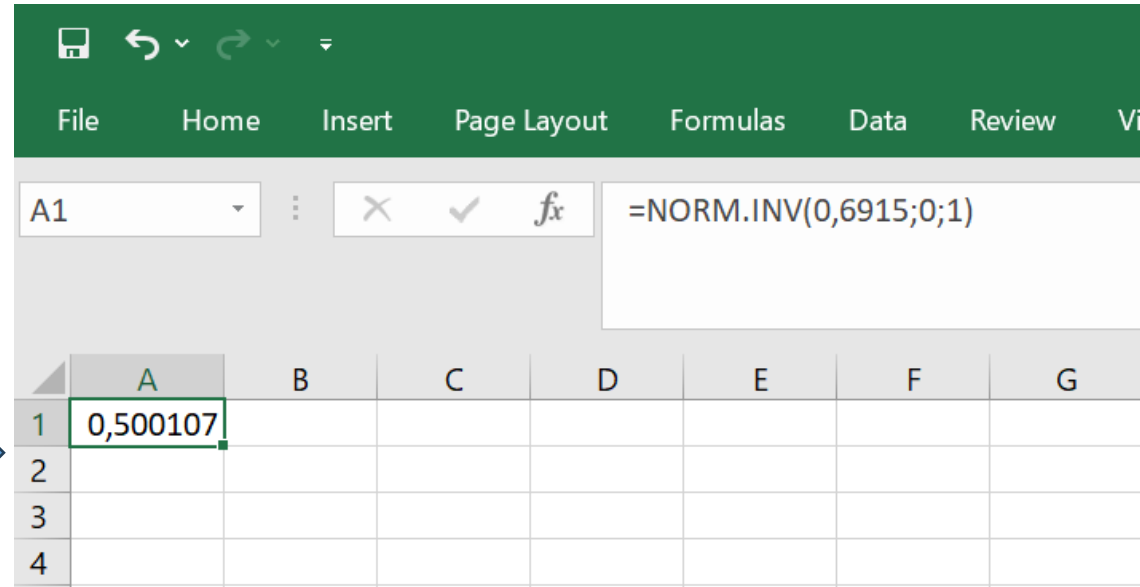 File Home Insert Page Layout Formulas Data Review
A1 fx =NORM.INV(0,6915;0;1)
A B C D E F G
1 0,500107
2
3
4